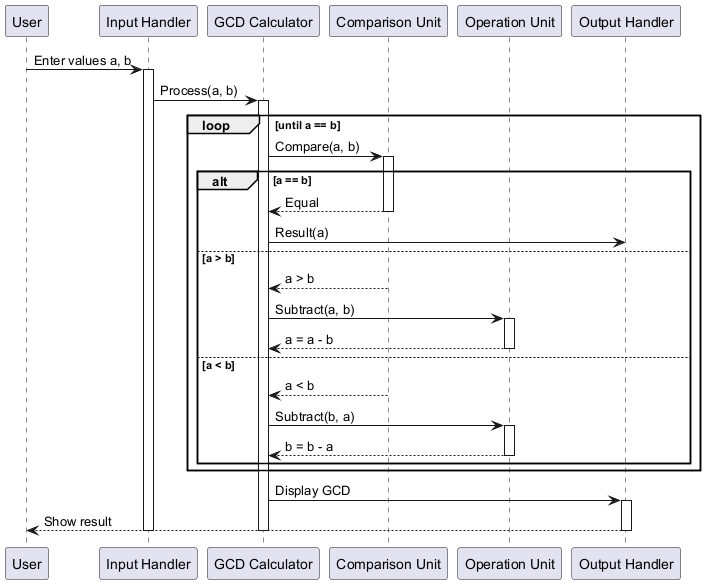 User Input Handler GCD Calculator Comparison Unit Operation Unit Output Handler
Enter values a, b
Process(a, b)
loop [until a == b]
Compare(a, b)
alt [a == b]
Equal
Result(a)
[a > b]
a > b
Subtract(a, b)
a = a - b
[a < b]
a < b
Subtract(b, a)
b = b - a
Display GCD
Show result
User Input Handler GCD Calculator Comparison Unit Operation Unit Output Handler